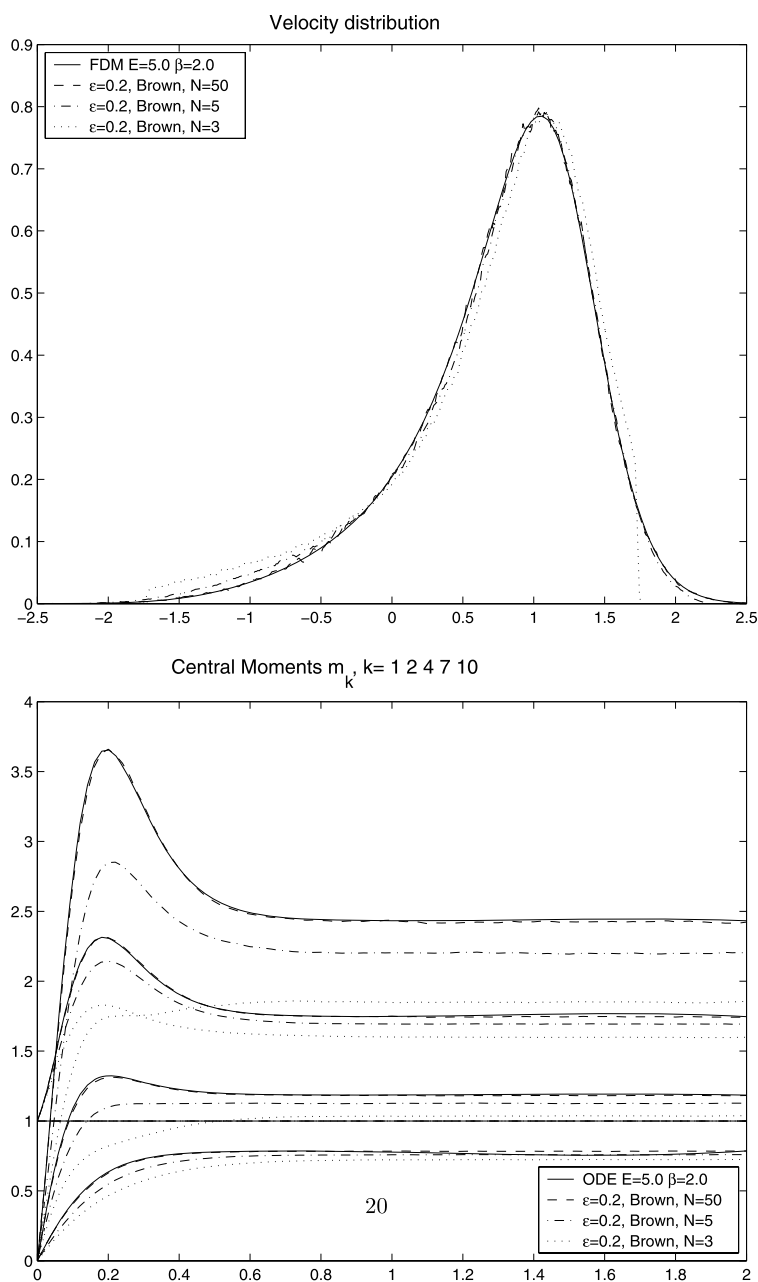 Velocity distribution
0.9
0.8
0.7
0.6
0.5
0.4
0.3
0.2
0.1
0
FDM E=5.0 β=2.0
ε=0.2, Brown, N=50
ε=0.2, Brown, N=5
ε=0.2, Brown, N=3
−2.5 −2 −1.5 −1 −0.5 0 0.5 1 1.5 2 2.5
Central Moments m_k, k= 1 2 4 7 10
4
3.5
3
2.5
2
1.5
1
0.5
0
ODE E=5.0 β=2.0
ε=0.2, Brown, N=50
ε=0.2, Brown, N=5
ε=0.2, Brown, N=3
20
0 0.2 0.4 0.6 0.8 1 1.2 1.4 1.6 1.8 2